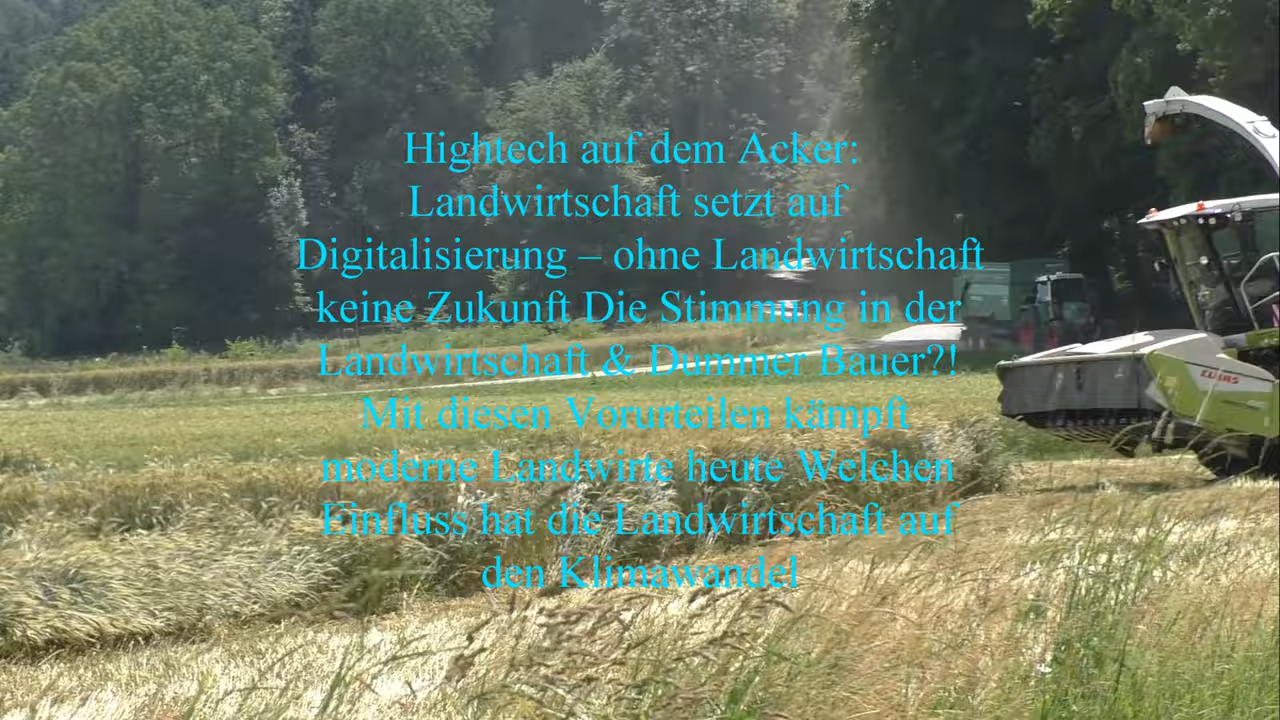 Hightech auf dem Acker:
Landwirtschaft setzt auf
Digitalisierung – ohne Landwirtschaft
keine Zukunft Die Stimmung in der
Landwirtschaft & Dummer Bauer?!
Mit diesen Vorurteilen kämpft
moderne Landwirte heute Welchen
Einfluss hat die Landwirtschaft auf
den Klimawandel
CLAAS